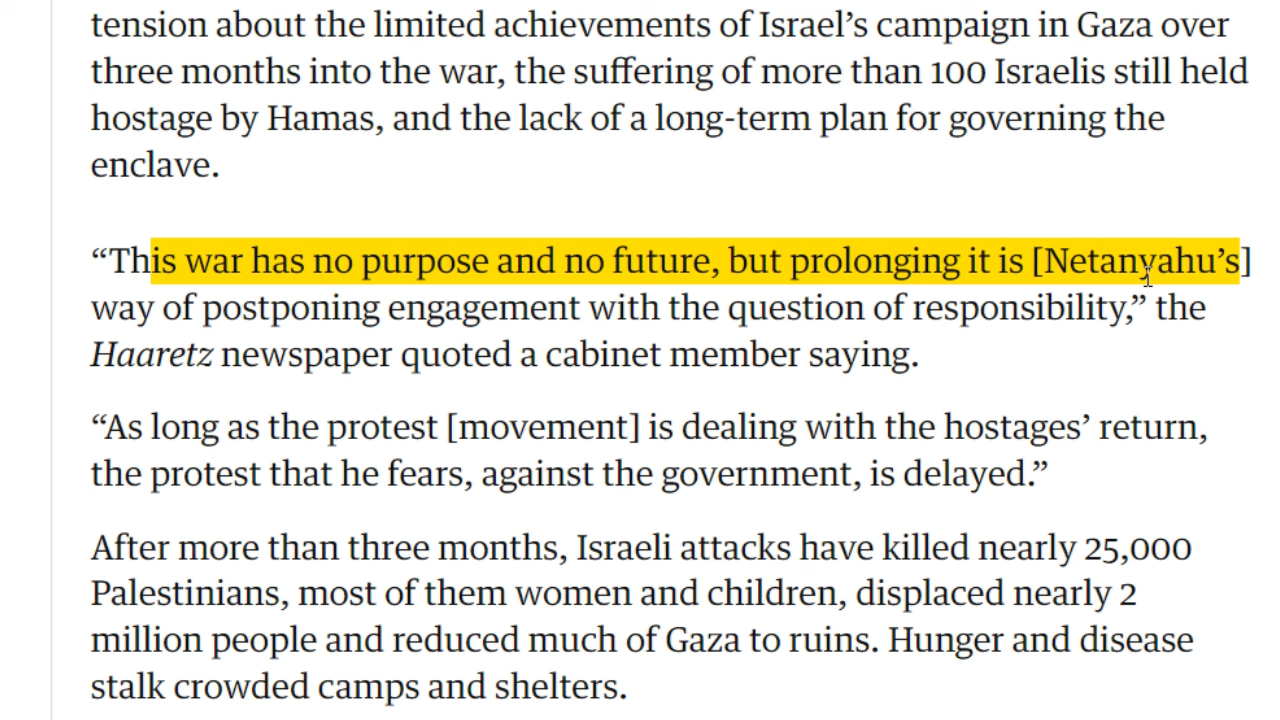 tension about the limited achievements of Israel’s campaign in Gaza over
three months into the war, the suffering of more than 100 Israelis still held
hostage by Hamas, and the lack of a long-term plan for governing the
enclave.
“This war has no purpose and no future, but prolonging it is [Netanyahu’s]
way of postponing engagement with the question of responsibility,” the
Haaretz newspaper quoted a cabinet member saying.
“As long as the protest [movement] is dealing with the hostages’ return,
the protest that he fears, against the government, is delayed.”
After more than three months, Israeli attacks have killed nearly 25,000
Palestinians, most of them women and children, displaced nearly 2
million people and reduced much of Gaza to ruins. Hunger and disease
stalk crowded camps and shelters.